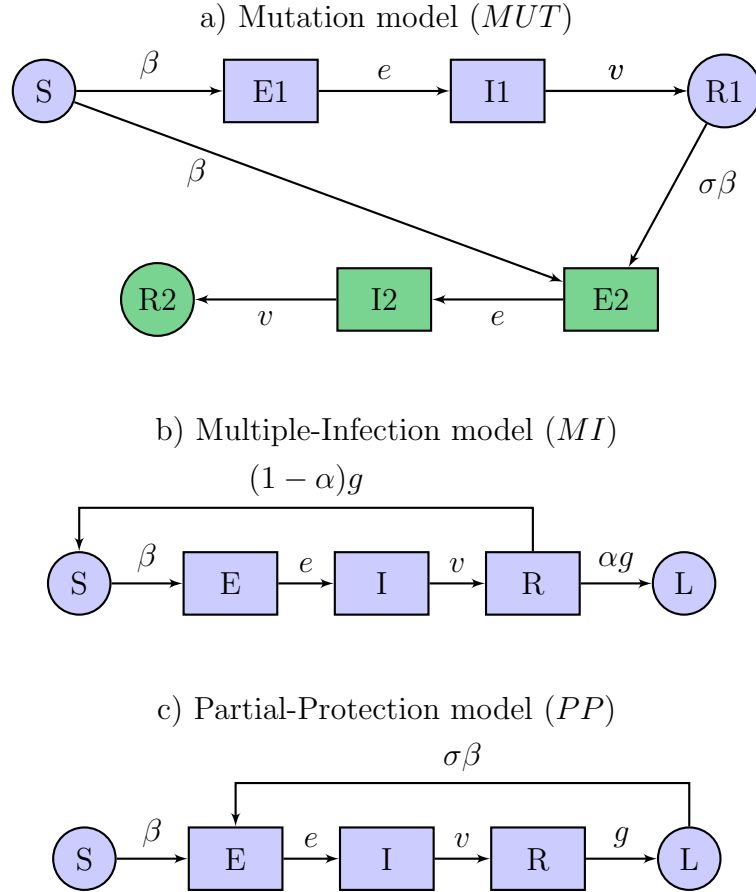 a) Mutation model (MUT)
S β E1 e I1 v R1
β σβ
R2 v I2 e E2
b) Multiple-Infection model (MI)
(1 − α)g
S β E e I v R αg L
c) Partial-Protection model (PP)
σβ
S β E e I v R g L